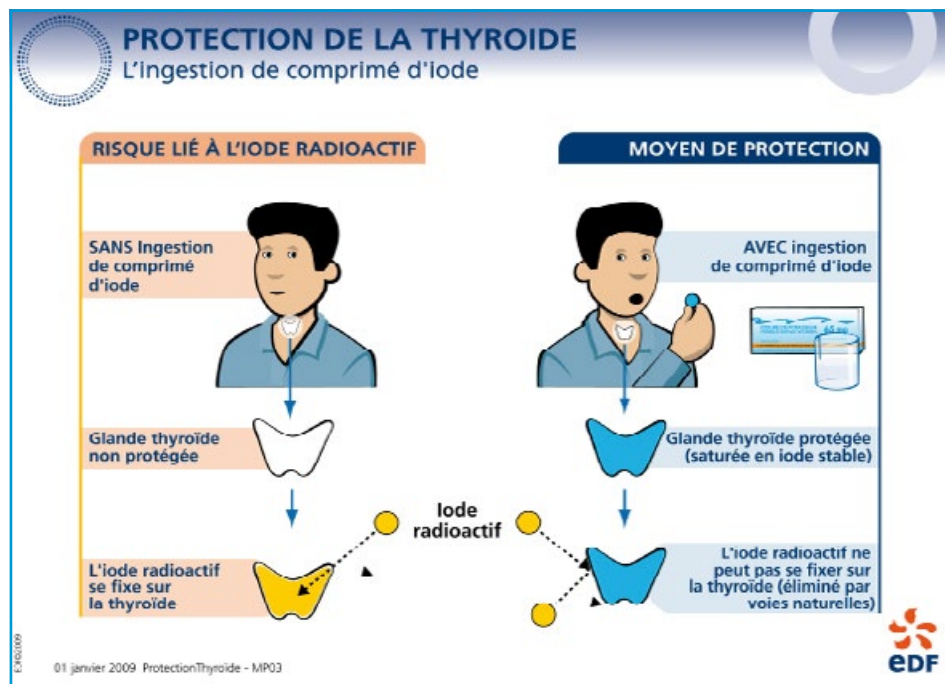 PROTECTION DE LA THYROIDE
L'ingestion de comprimé d'iode
RISQUE LIÉ À L'IODE RADIOACTIF
SANS Ingestion
de comprimé
d'iode
Glande thyroïde
non protégée
L'iode radioactif
se fixe sur
la thyroïde
Iode
radioactif
MOYEN DE PROTECTION
AVEC ingestion
de comprimé d'iode
65 mg
Glande thyroïde protégée
(saturée en iode stable)
L'iode radioactif ne
peut pas se fixer sur
la thyroïde (éliminé par
voies naturelles)
01 janvier 2009 ProtectionThyroide - MP03
eDF